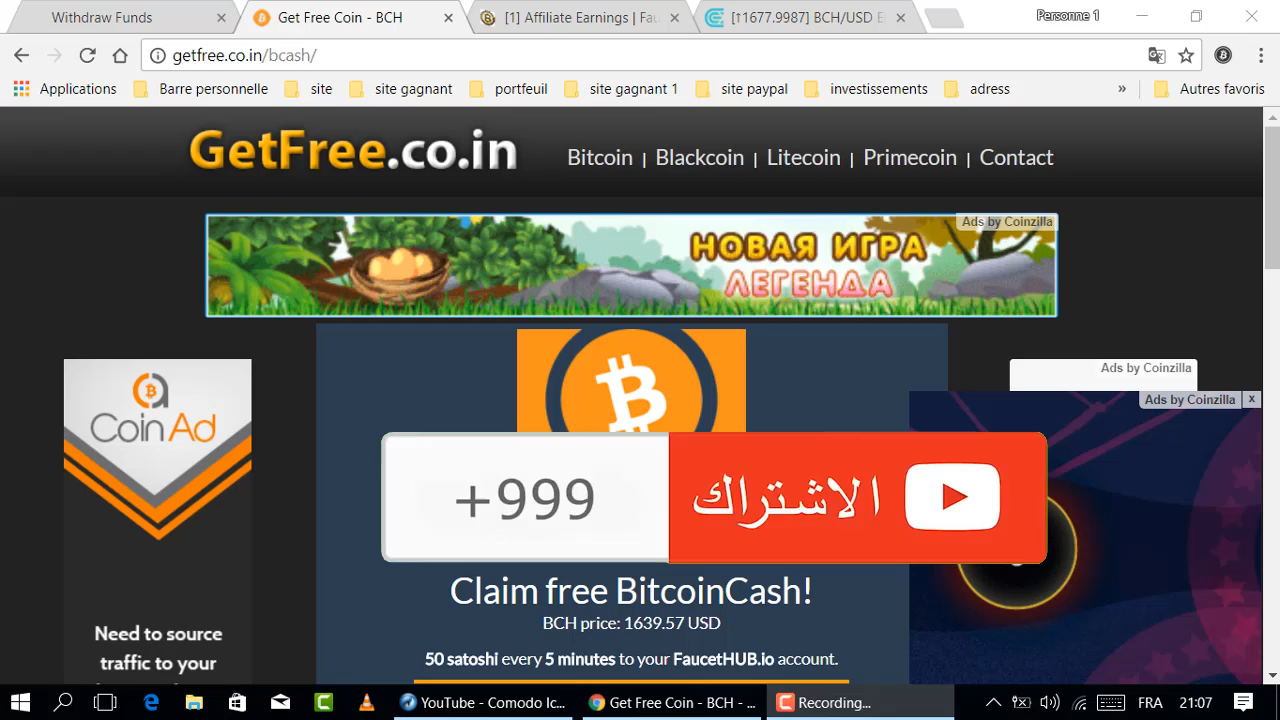 Withdraw Funds
Get Free Coin - BCH
[1] Affiliate Earnings | Fau
[↑1677.9987] BCH/USD E
Personne 1
getfree.co.in/bcash/
Applications
Barre personnelle
site
site gagnant
portfeuil
site gagnant 1
site paypal
investissements
adress
»
Autres favoris
GetFree.co.in
Bitcoin | Blackcoin | Litecoin | Primecoin | Contact
Ads by Coinzilla
НОВАЯ ИГРА
ЛЕГЕНДА
Ads by Coinzilla
Ads by Coinzilla x
CoinAd
+999
الاشتراك
Claim free BitcoinCash!
BCH price: 1639.57 USD
50 satoshi every 5 minutes to your FaucetHUB.io account.
Need to source
traffic to your
YouTube - Comodo Ic...
Get Free Coin - BCH - ...
Recording...
FRA
21:07